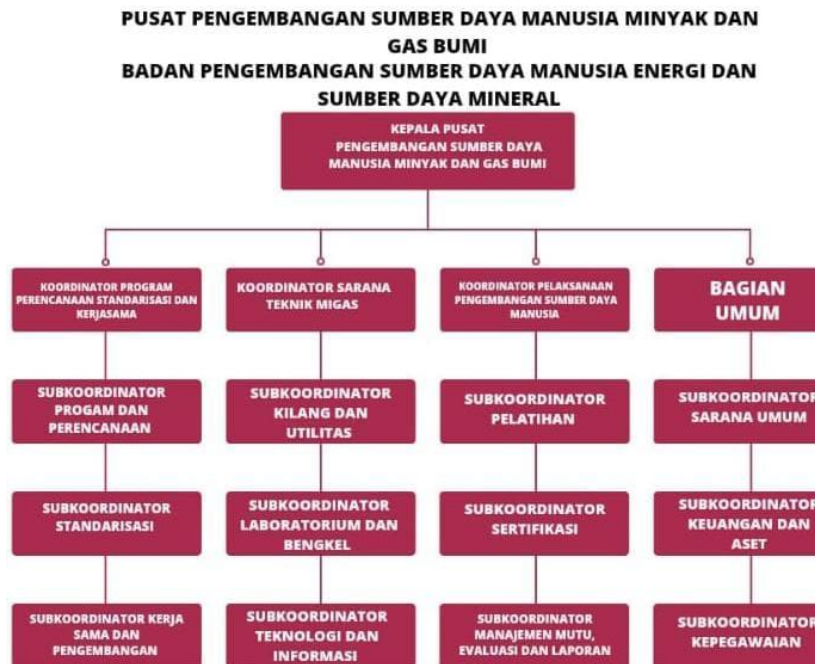 PUSAT PENGEMBANGAN SUMBER DAYA MANUSIA MINYAK DAN
GAS BUMI
BADAN PENGEMBANGAN SUMBER DAYA MANUSIA ENERGI DAN
SUMBER DAYA MINERAL
KEPALA PUSAT
PENGEMBANGAN SUMBER DAYA
MANUSIA MINYAK DAN GAS BUMI
KOORDINATOR PROGRAM
PERENCANAAN STANDARISASI DAN
KERJASAMA
KOORDINATOR SARANA
TEKNIK MIGAS
KOORDINATOR PELAKSANAAN
PENGEMBANGAN SUMBER DAYA
MANUSIA
BAGIAN
UMUM
SUBKOORDINATOR
PROGAM DAN
PERENCANAAN
SUBKOORDINATOR
KILANG DAN
UTILITAS
SUBKOORDINATOR
PELATIHAN
SUBKOORDINATOR
SARANA UMUM
SUBKOORDINATOR
STANDARISASI
SUBKOORDINATOR
LABORATORIUM DAN
BENGKEL
SUBKOORDINATOR
SERTIFIKASI
SUBKOORDINATOR
KEUANGAN DAN
ASET
SUBKOORDINATOR KERJA
SAMA DAN
PENGEMBANGAN
SUBKOORDINATOR
TEKNOLOGI DAN
INFORMASI
SUBKOORDINATOR
MANAJEMEN MUTU,
EVALUASI DAN LAPORAN
SUBKOORDINATOR
KEPEGAWAIAN